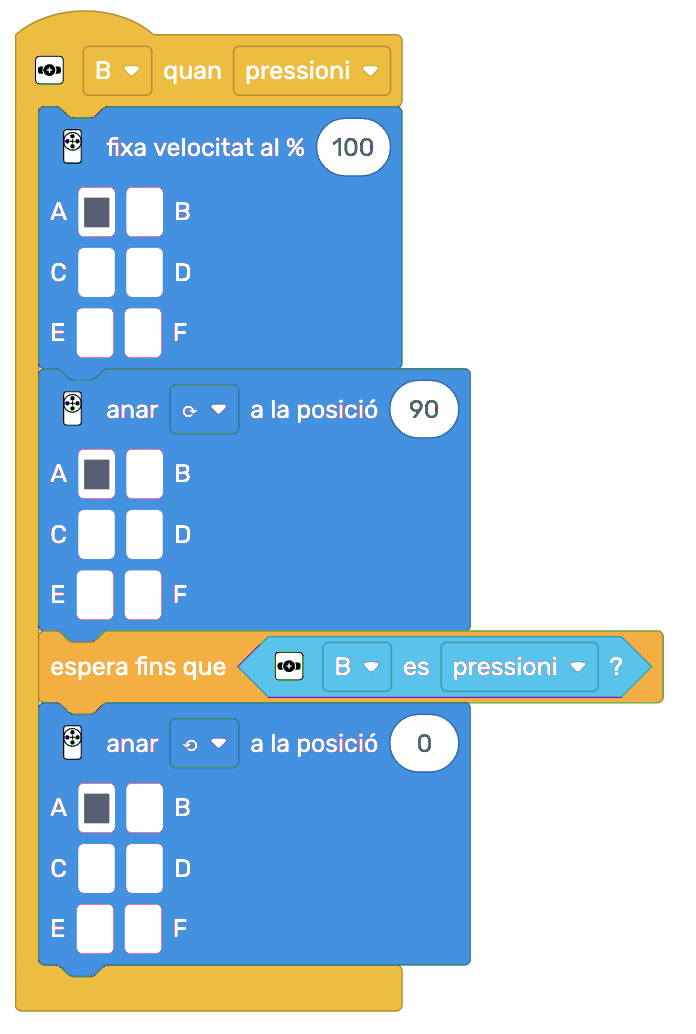 B quan pressioni
fixa velocitat al % 100
A B
C D
E F
anar a la posició 90
A B
C D
E F
espera fins que B es pressioni ?
anar a la posició 0
A B
C D
E F